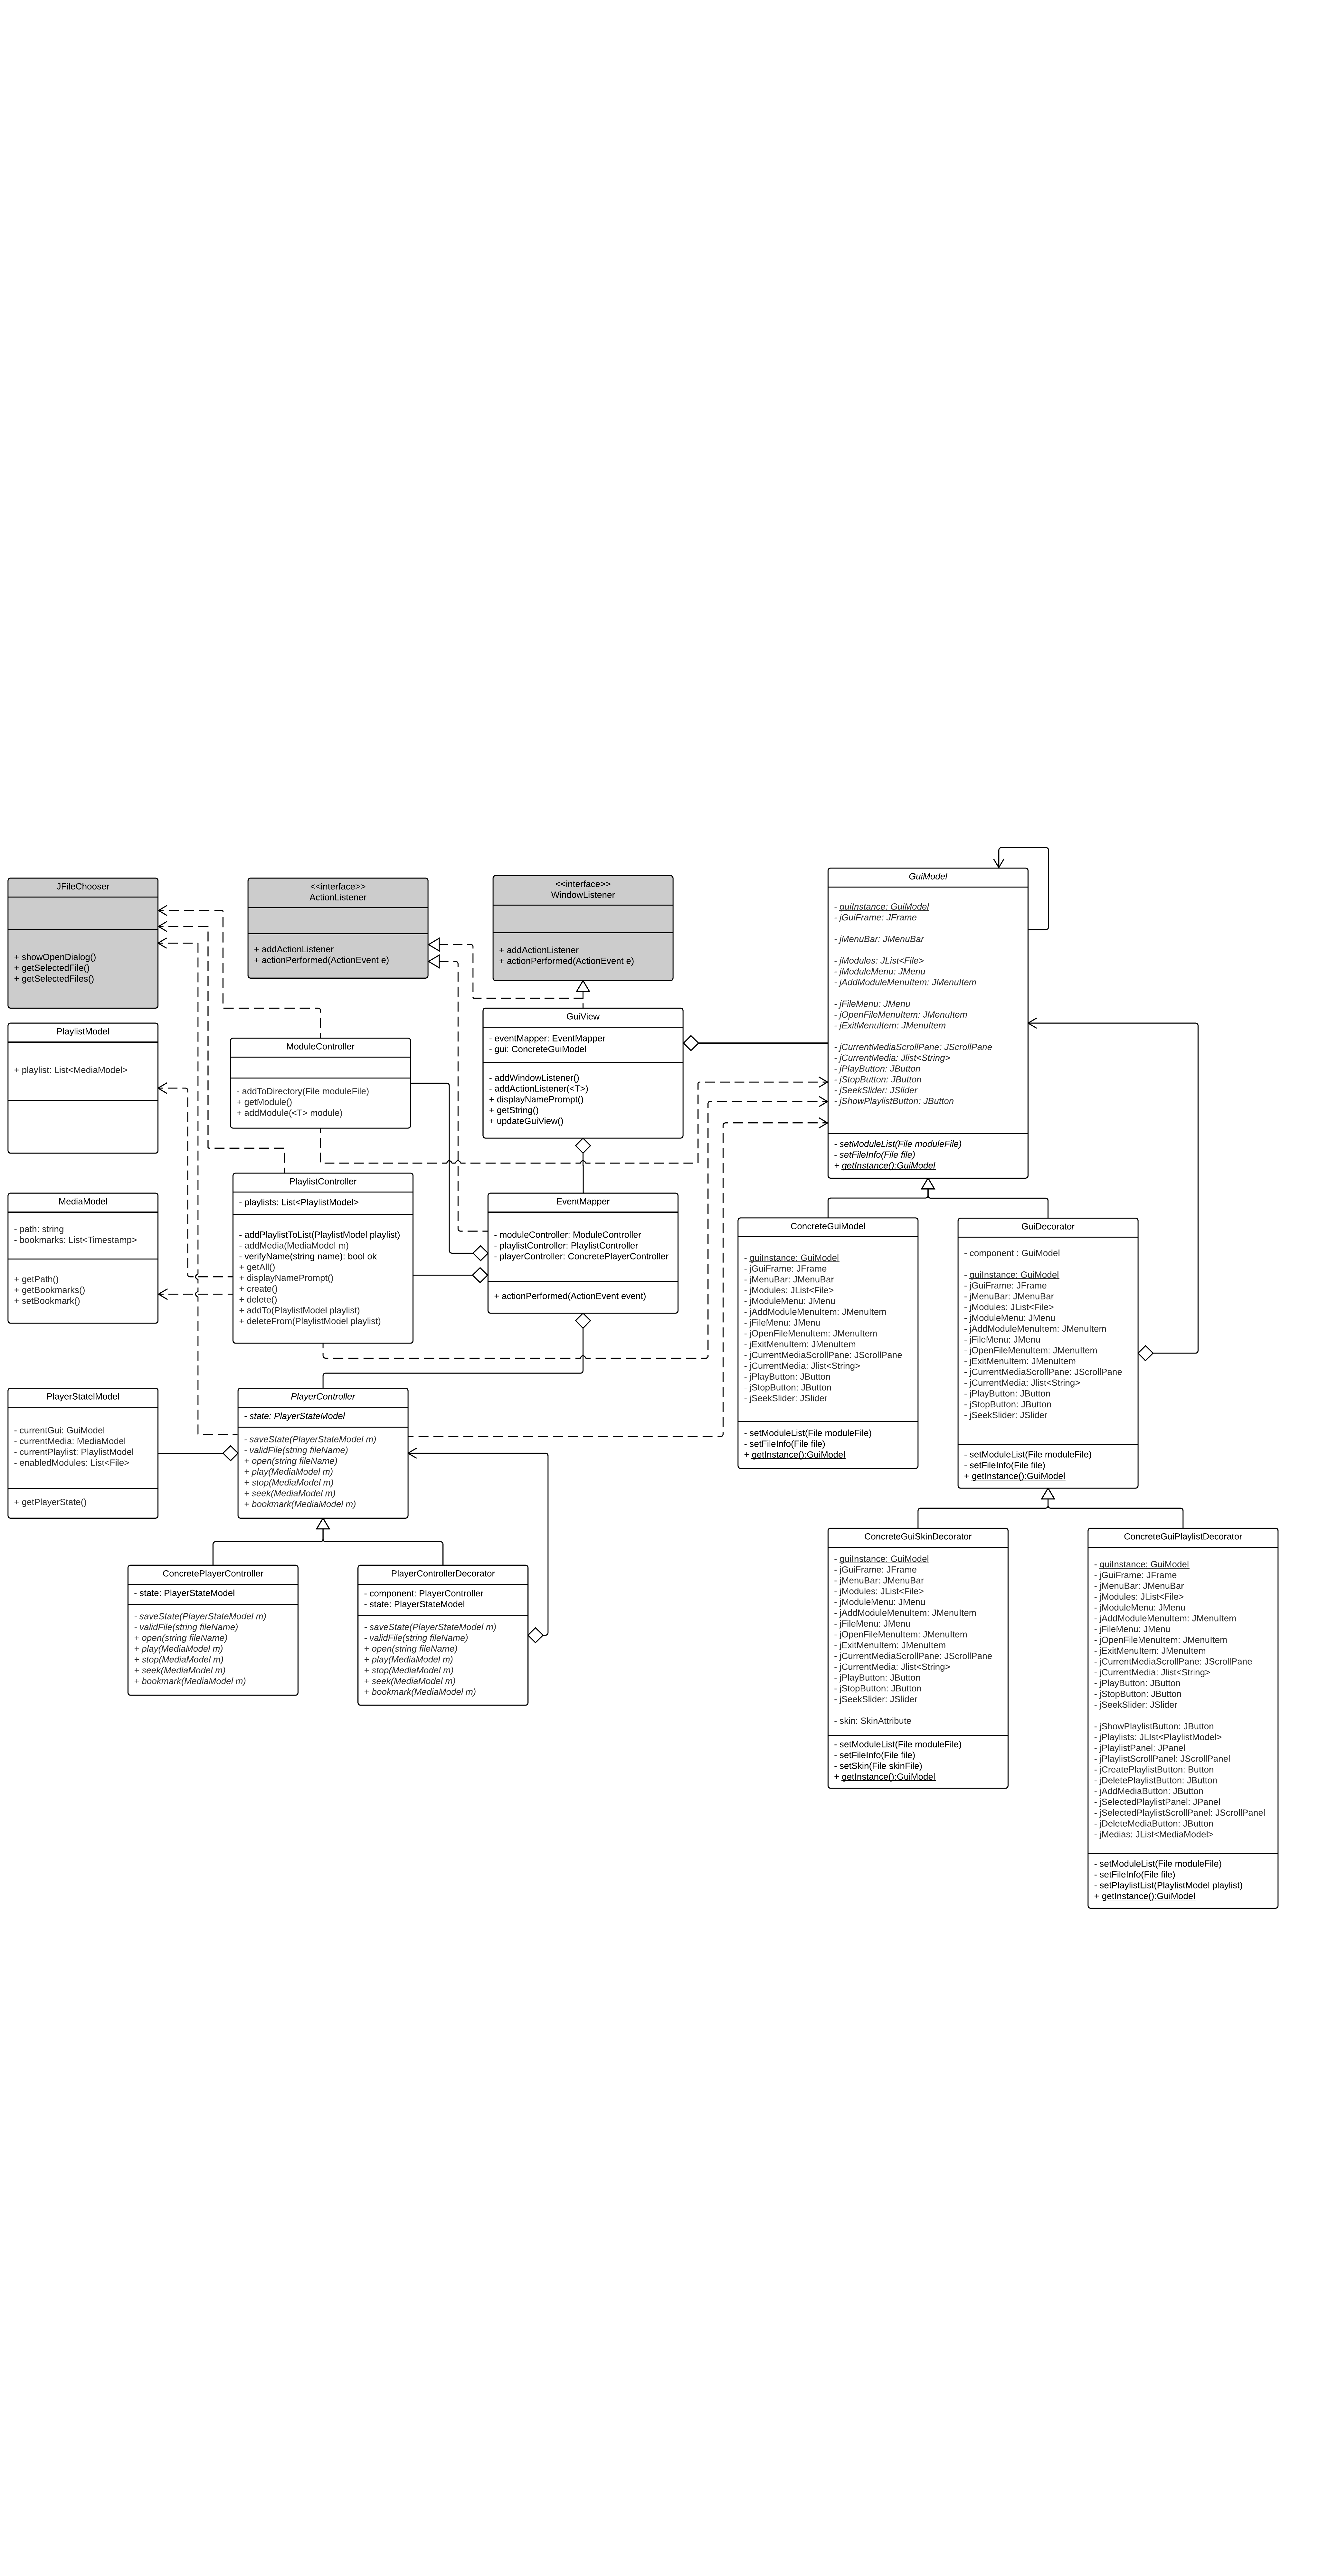 JFileChooser
+ showOpenDialog()
+ getSelectedFile()
+ getSelectedFiles()
<<interface>>
ActionListener
+ addActionListener
+ actionPerformed(ActionEvent e)
<<interface>>
WindowListener
+ addActionListener
+ actionPerformed(ActionEvent e)
GuiModel
- guiInstance: GuiModel
- jGuiFrame: JFrame
- jMenuBar: JMenuBar
- jModules: JList<File>
- jModuleMenu: JMenu
- jAddModuleMenuItem: JMenuItem
- jFileMenu: JMenu
- jOpenFileMenuItem: JMenuItem
- jExitMenuItem: JMenuItem
- jCurrentMediaScrollPane: JScrollPane
- jCurrentMedia: Jlist<String>
- jPlayButton: JButton
- jStopButton: JButton
- jSeekSlider: JSlider
- jShowPlaylistButton: JButton
- setModuleList(File moduleFile)
- setFileInfo(File file)
+ getInstance():GuiModel
PlaylistModel
+ playlist: List<MediaModel>
ModuleController
- addToDirectory(File moduleFile)
+ getModule()
+ addModule(<T> module)
GuiView
- eventMapper: EventMapper
- gui: ConcreteGuiModel
- addWindowListener()
- addActionListener(<T>)
+ displayNamePrompt()
+ getString()
+ updateGuiView()
MediaModel
- path: string
- bookmarks: List<Timestamp>
+ getPath()
+ getBookmarks()
+ setBookmark()
PlaylistController
- playlists: List<PlaylistModel>
- addPlaylistToList(PlaylistModel playlist)
- addMedia(MediaModel m)
- verifyName(string name): bool ok
+ getAll()
+ displayNamePrompt()
+ create()
+ delete()
+ addTo(PlaylistModel playlist)
+ deleteFrom(PlaylistModel playlist)
EventMapper
- moduleController: ModuleController
- playlistController: PlaylistController
- playerController: ConcretePlayerController
+ actionPerformed(ActionEvent event)
ConcreteGuiModel
- guiInstance: GuiModel
- jGuiFrame: JFrame
- jMenuBar: JMenuBar
- jModules: JList<File>
- jModuleMenu: JMenu
- jAddModuleMenuItem: JMenuItem
- jFileMenu: JMenu
- jOpenFileMenuItem: JMenuItem
- jExitMenuItem: JMenuItem
- jCurrentMediaScrollPane: JScrollPane
- jCurrentMedia: Jlist<String>
- jPlayButton: JButton
- jStopButton: JButton
- jSeekSlider: JSlider
- setModuleList(File moduleFile)
- setFileInfo(File file)
+ getInstance():GuiModel
GuiDecorator
- component : GuiModel
- guiInstance: GuiModel
- jGuiFrame: JFrame
- jMenuBar: JMenuBar
- jModules: JList<File>
- jModuleMenu: JMenu
- jAddModuleMenuItem: JMenuItem
- jFileMenu: JMenu
- jOpenFileMenuItem: JMenuItem
- jExitMenuItem: JMenuItem
- jCurrentMediaScrollPane: JScrollPane
- jCurrentMedia: Jlist<String>
- jPlayButton: JButton
- jStopButton: JButton
- jSeekSlider: JSlider
- setModuleList(File moduleFile)
- setFileInfo(File file)
+ getInstance():GuiModel
PlayerStatelModel
- currentGui: GuiModel
- currentMedia: MediaModel
- currentPlaylist: PlaylistModel
- enabledModules: List<File>
+ getPlayerState()
PlayerController
- state: PlayerStateModel
- saveState(PlayerStateModel m)
- validFile(string fileName)
+ open(string fileName)
+ play(MediaModel m)
+ stop(MediaModel m)
+ seek(MediaModel m)
+ bookmark(MediaModel m)
ConcretePlayerController
- state: PlayerStateModel
- saveState(PlayerStateModel m)
- validFile(string fileName)
+ open(string fileName)
+ play(MediaModel m)
+ stop(MediaModel m)
+ seek(MediaModel m)
+ bookmark(MediaModel m)
PlayerControllerDecorator
- component: PlayerController
- state: PlayerStateModel
- saveState(PlayerStateModel m)
- validFile(string fileName)
+ open(string fileName)
+ play(MediaModel m)
+ stop(MediaModel m)
+ seek(MediaModel m)
+ bookmark(MediaModel m)
ConcreteGuiSkinDecorator
- guiInstance: GuiModel
- jGuiFrame: JFrame
- jMenuBar: JMenuBar
- jModules: JList<File>
- jModuleMenu: JMenu
- jAddModuleMenuItem: JMenuItem
- jFileMenu: JMenu
- jOpenFileMenuItem: JMenuItem
- jExitMenuItem: JMenuItem
- jCurrentMediaScrollPane: JScrollPane
- jCurrentMedia: Jlist<String>
- jPlayButton: JButton
- jStopButton: JButton
- jSeekSlider: JSlider
- skin: SkinAttribute
- setModuleList(File moduleFile)
- setFileInfo(File file)
- setSkin(File skinFile)
+ getInstance():GuiModel
ConcreteGuiPlaylistDecorator
- guiInstance: GuiModel
- jGuiFrame: JFrame
- jMenuBar: JMenuBar
- jModules: JList<File>
- jModuleMenu: JMenu
- jAddModuleMenuItem: JMenuItem
- jFileMenu: JMenu
- jOpenFileMenuItem: JMenuItem
- jExitMenuItem: JMenuItem
- jCurrentMediaScrollPane: JScrollPane
- jCurrentMedia: Jlist<String>
- jPlayButton: JButton
- jStopButton: JButton
- jSeekSlider: JSlider
- jShowPlaylistButton: JButton
- jPlaylists: JLIst<PlaylistModel>
- jPlaylistPanel: JPanel
- jPlaylistScrollPanel: JScrollPanel
- jCreatePlaylistButton: Button
- jDeletePlaylistButton: JButton
- jAddMediaButton: JButton
- jSelectedPlaylistPanel: JPanel
- jSelectedPlaylistScrollPanel: JScrollPanel
- jDeleteMediaButton: JButton
- jMedias: JList<MediaModel>
- setModuleList(File moduleFile)
- setFileInfo(File file)
- setPlaylistList(PlaylistModel playlist)
+ getInstance():GuiModel